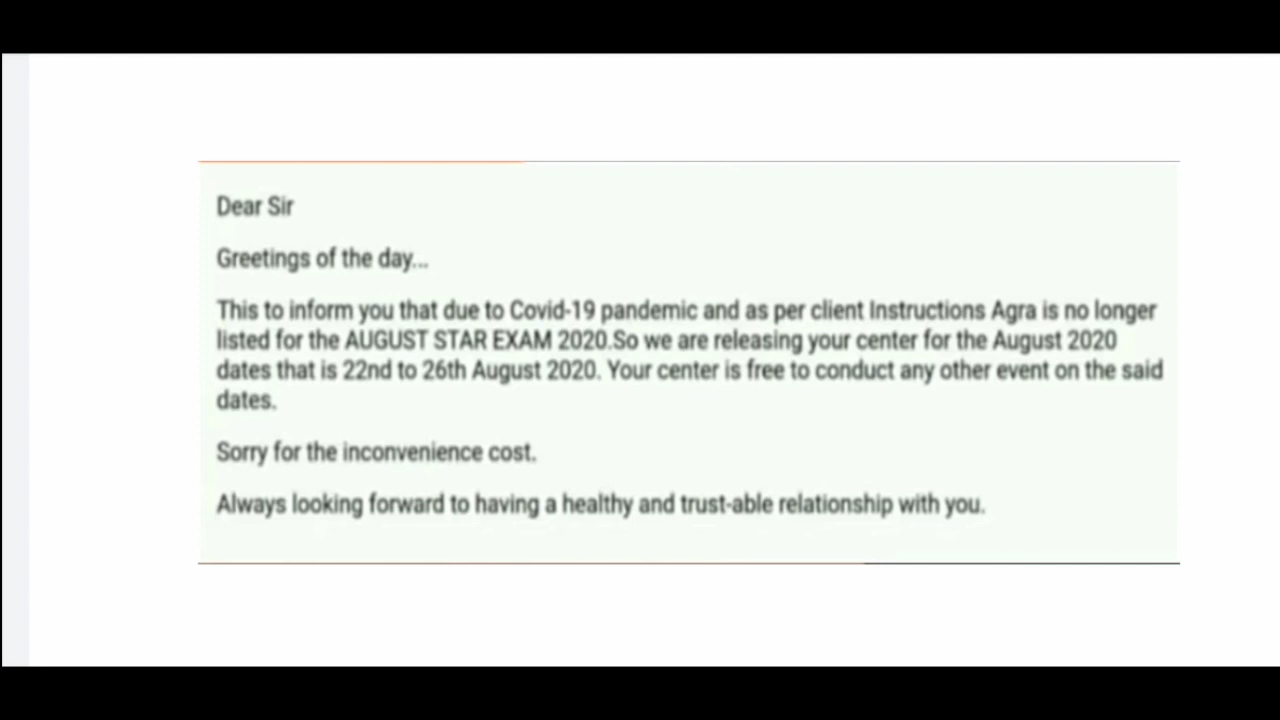 Dear Sir
Greetings of the day...
This to inform you that due to Covid-19 pandemic and as per client Instructions Agra is no longer
listed for the AUGUST STAR EXAM 2020.So we are releasing your center for the August 2020
dates that is 22nd to 26th August 2020. Your center is free to conduct any other event on the said
dates.
Sorry for the inconvenience cost.
Always looking forward to having a healthy and trust-able relationship with you.